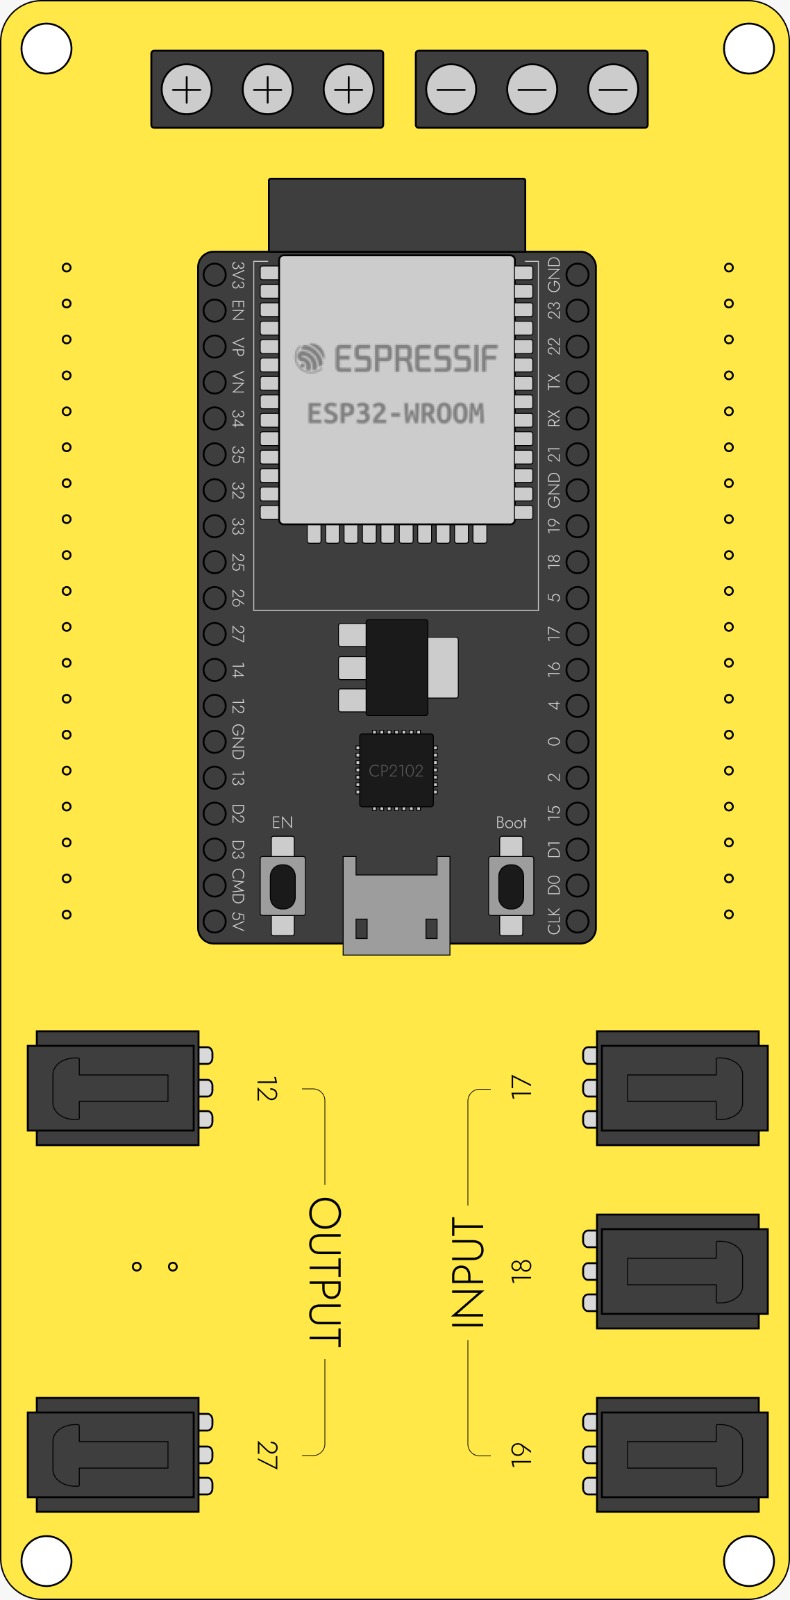 ESPRESSIF
ESP32-WROOM
3V3
EN
VP
VN
34
35
32
33
25
26
27
14
12
GND
13
D2
D3
CMD
5V
GND
23
22
TX
RX
21
GND
19
18
5
17
16
4
0
2
15
D1
D0
CLK
CP2102
EN
Boot
12
OUTPUT
27
17
INPUT
18
19